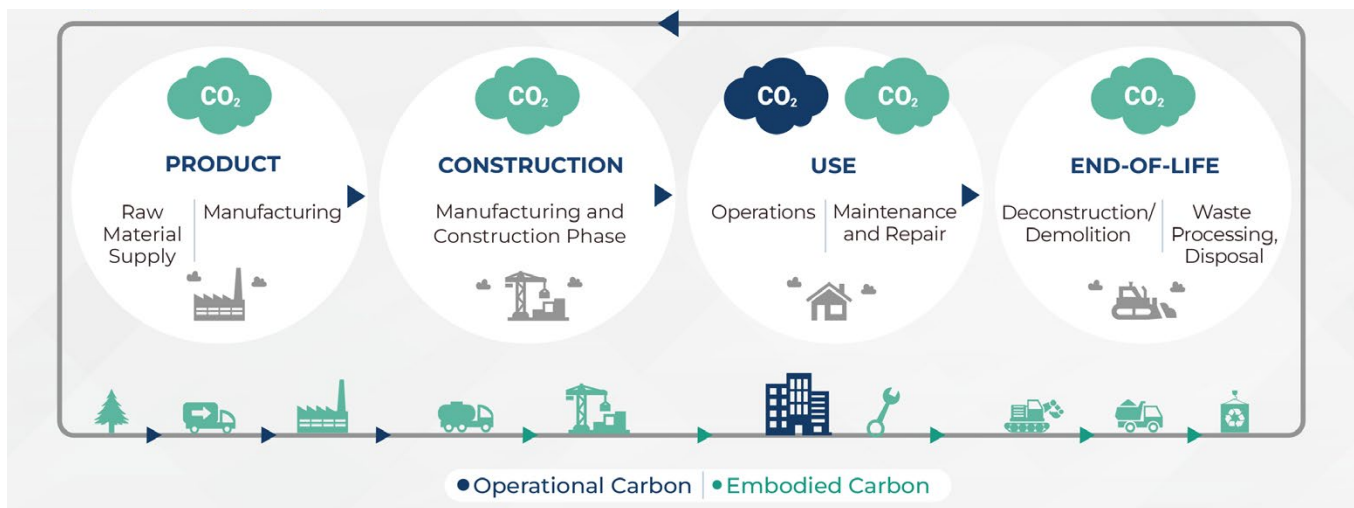 CO₂
PRODUCT
Raw
Material
Supply
Manufacturing
CO₂
CONSTRUCTION
Manufacturing and
Construction Phase
CO₂
CO₂
USE
Operations
Maintenance
and Repair
CO₂
END-OF-LIFE
Deconstruction/
Demolition
Waste
Processing,
Disposal
Operational Carbon
Embodied Carbon